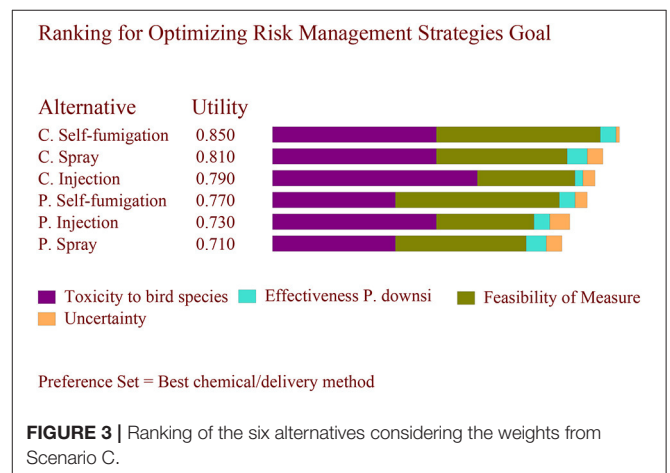 Ranking for Optimizing Risk Management Strategies Goal
Alternative Utility
C. Self-fumigation 0.850
C. Spray 0.810
C. Injection 0.790
P. Self-fumigation 0.770
P. Injection 0.730
P. Spray 0.710
Toxicity to bird species Effectiveness P. downsi Feasibility of Measure
Uncertainty
Preference Set = Best chemical/delivery method
FIGURE 3 | Ranking of the six alternatives considering the weights from
Scenario C.